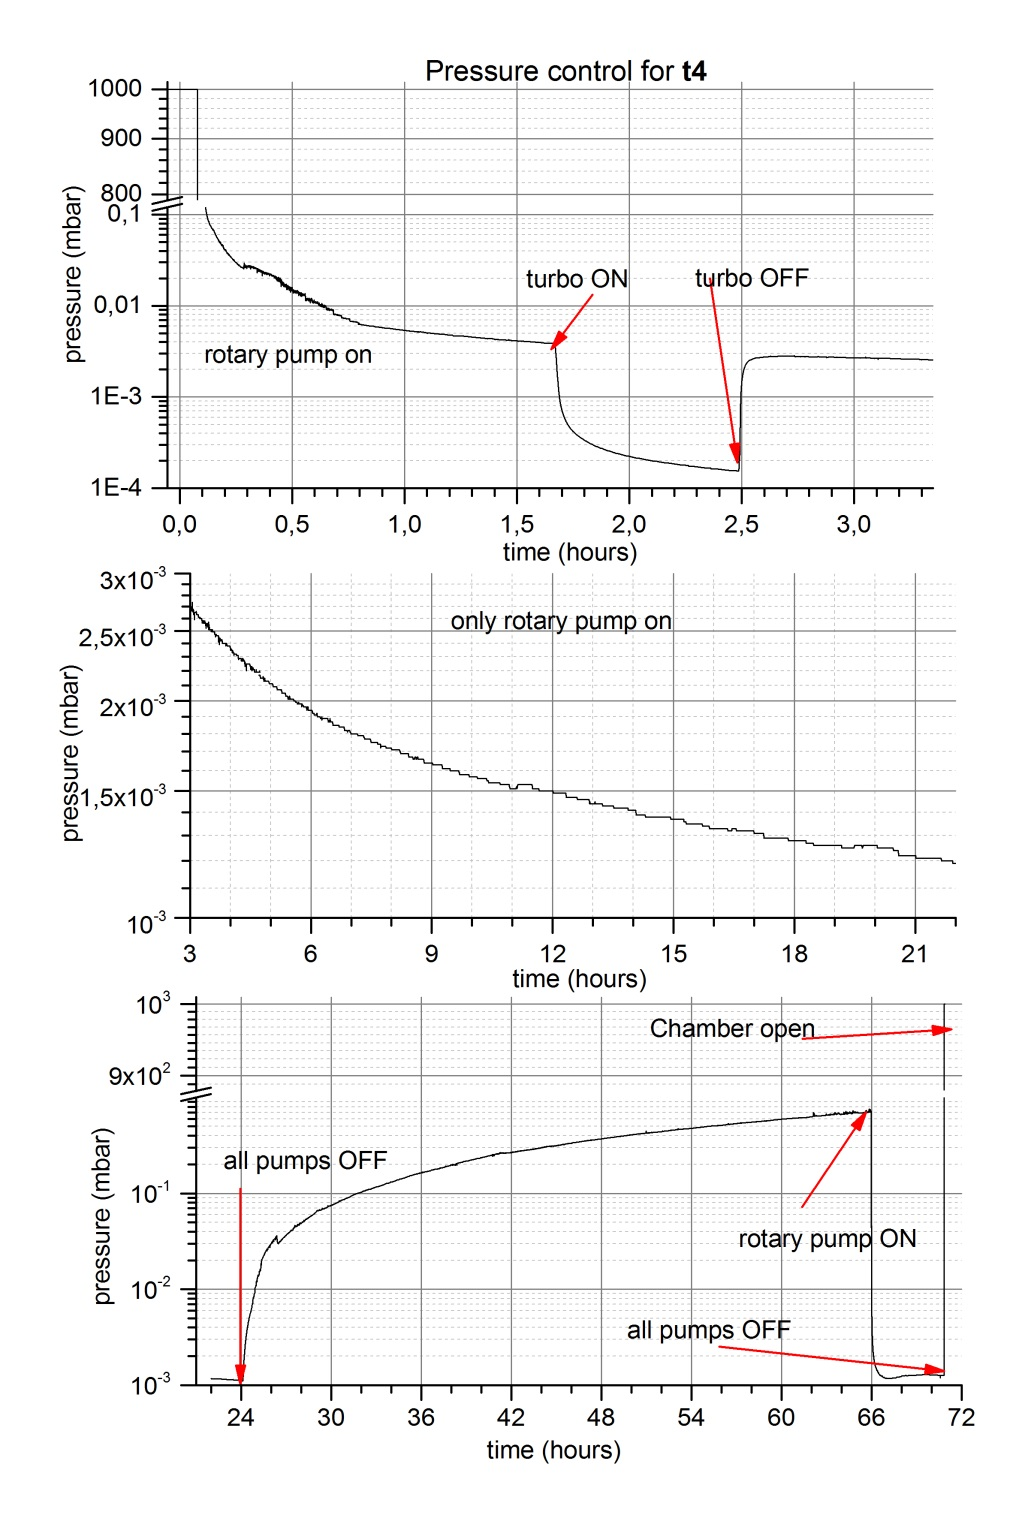 Pressure control for t4
1000
900
800
0,1
0,01
1E-3
1E-4
pressure (mbar)
turbo ON
turbo OFF
rotary pump on
0,0 0,5 1,0 1,5 2,0 2,5 3,0
time (hours)
3x10⁻³
2,5x10⁻³
2x10⁻³
1,5x10⁻³
10⁻³
pressure (mbar)
only rotary pump on
3 6 9 12 15 18 21
time (hours)
10³
9x10²
10⁻¹
10⁻²
10⁻³
pressure (mbar)
Chamber open
all pumps OFF
rotary pump ON
all pumps OFF
24 30 36 42 48 54 60 66 72
time (hours)